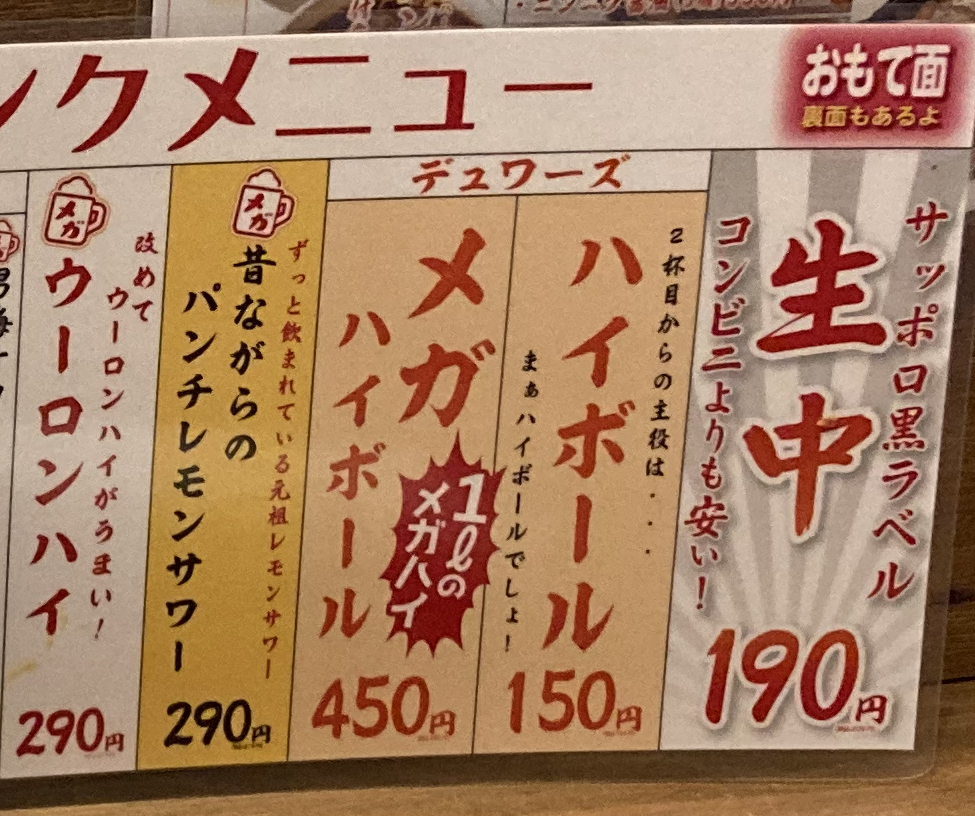 ンクメニュー
おもて面
裏面もあるよ
サッポロ黒ラベル
生中
コンビニよりも安い!
190円
デュワーズ
2杯目からの主役は...
ハイボール
まぁハイボールでしょ!
150円
メガ
ハイボール
1ℓの
メガハイ
450円
メガ
ずっと飲まれている元祖レモンサワー
昔ながらの
パンチレモンサワー
290円
メガ
改めて
ウーロンハイがうまい!
ウーロンハイ
290円